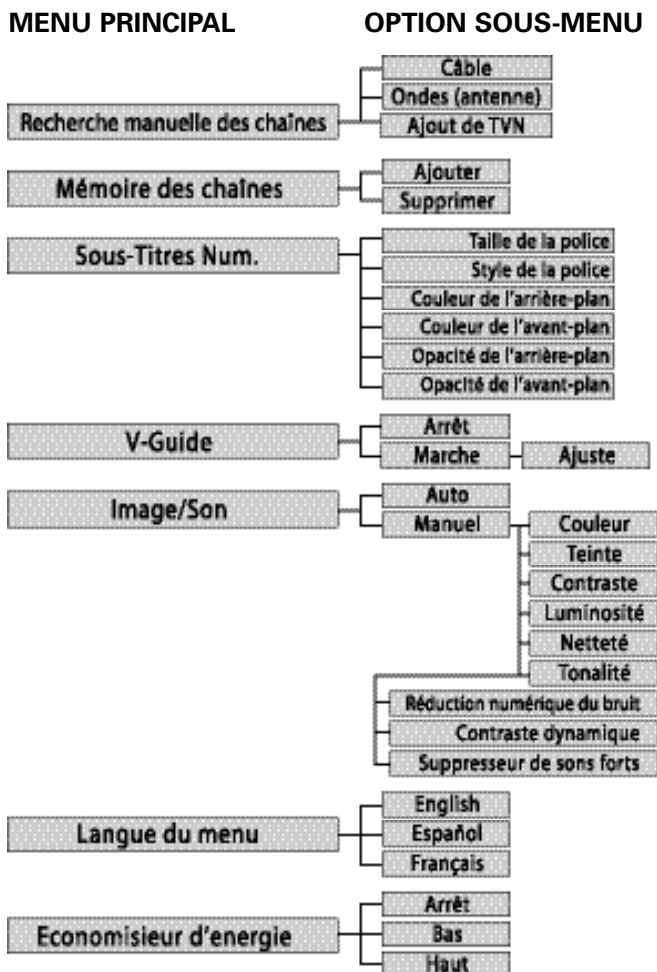 MENU PRINCIPAL OPTION SOUS-MENU
Recherche manuelle des chaînes
Câble
Ondes (antenne)
Ajout de TVN
Mémoire des chaînes
Ajouter
Supprimer
Sous-Titres Num.
Taille de la police
Style de la police
Couleur de l'arrière-plan
Couleur de l'avant-plan
Opacité de l'arrière-plan
Opacité de l'avant-plan
V-Guide
Arrêt
Marche
Ajuste
Image/Son
Auto
Manuel
Couleur
Teinte
Contraste
Luminosité
Netteté
Tonalité
Réduction numérique du bruit
Contraste dynamique
Suppresseur de sons forts
Langue du menu
English
Español
Français
Economisieur d'energie
Arrêt
Bas
Haut